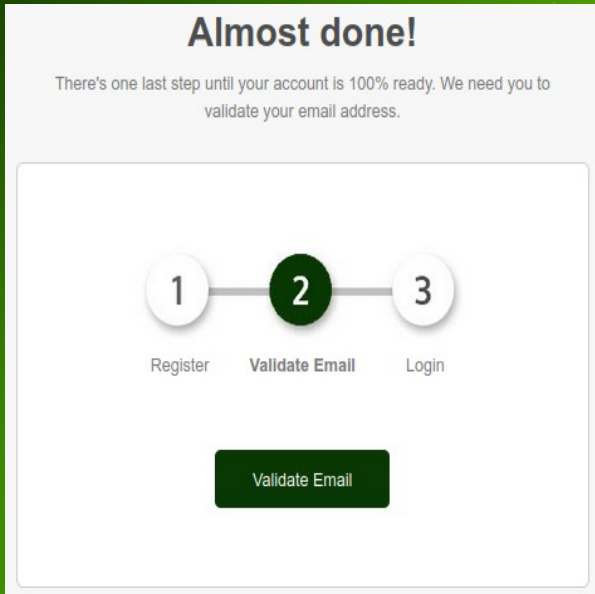 Almost done!
There's one last step until your account is 100% ready. We need you to
validate your email address.
1 2 3
Register Validate Email Login
Validate Email